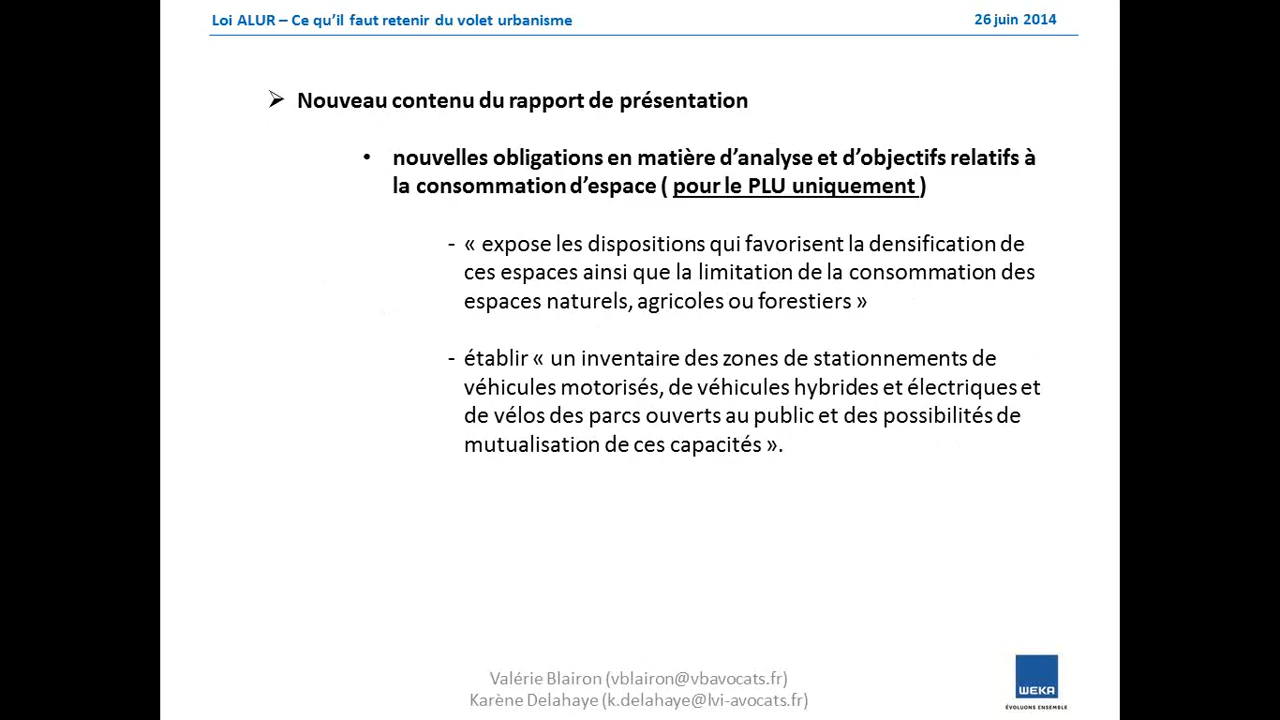 Loi ALUR – Ce qu’il faut retenir du volet urbanisme
26 juin 2014
Nouveau contenu du rapport de présentation
• nouvelles obligations en matière d’analyse et d’objectifs relatifs à
la consommation d’espace ( pour le PLU uniquement )
- « expose les dispositions qui favorisent la densification de
ces espaces ainsi que la limitation de la consommation des
espaces naturels, agricoles ou forestiers »
- établir « un inventaire des zones de stationnements de
véhicules motorisés, de véhicules hybrides et électriques et
de vélos des parcs ouverts au public et des possibilités de
mutualisation de ces capacités ».
Valérie Blairon (vblairon@vbavocats.fr)
Karène Delahaye (k.delahaye@lvi-avocats.fr)
WEKA
ÉVOLUONS ENSEMBLE